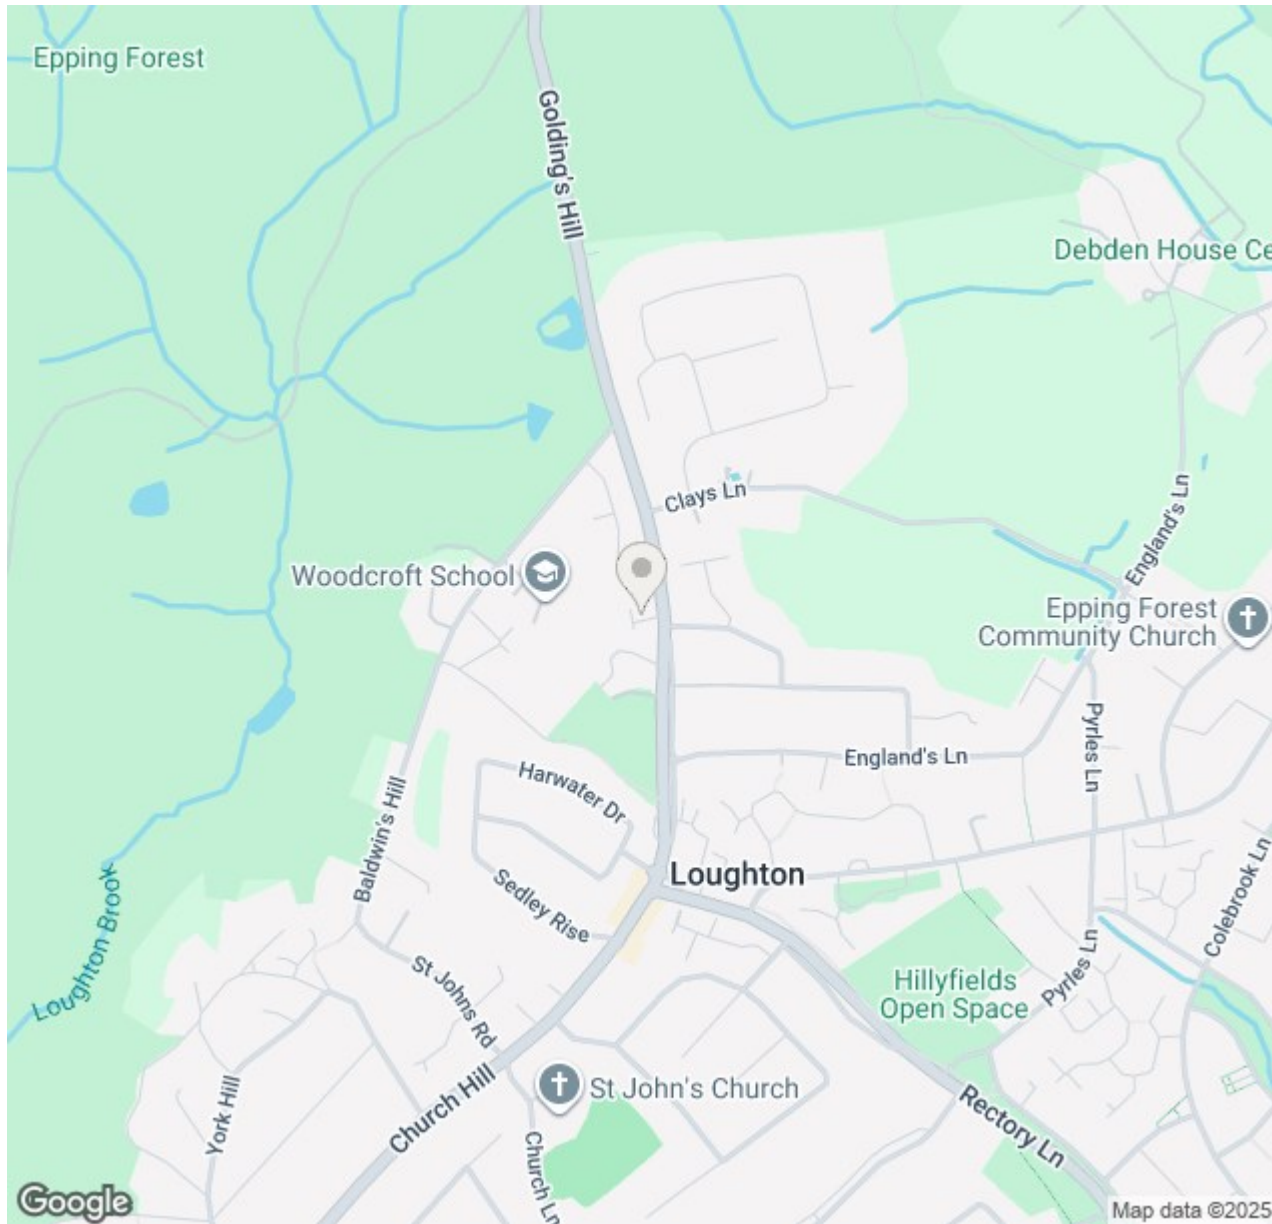 Epping Forest
Golding's Hill
Debden House Ce
Clays Ln
England's Ln
Woodcroft School
Epping Forest
Community Church
Pyrles Ln
England's Ln
Harwater Dr
Baldwin's Hill
Loughton
Colebrook Ln
Sedley Rise
Loughton Brook
St Johns Rd
Pyrles Ln
Hillyfields
Open Space
York Hill
Church Hill
St John's Church
Rectory Ln
Church Ln
Google
Map data ©2025